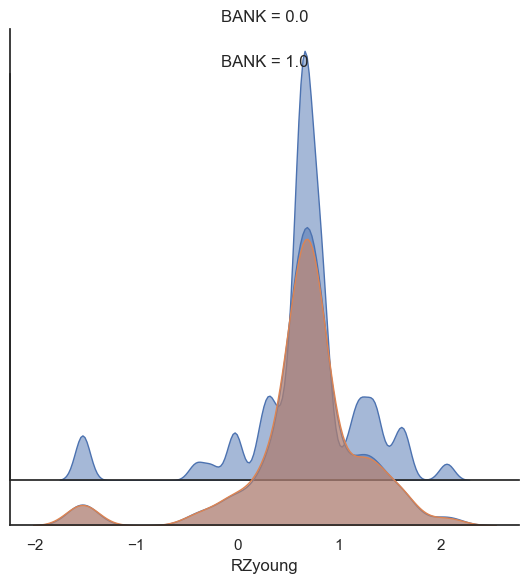 BANK = 0.0
BANK = 1.0
−2 −1 0 1 2
RZyoung